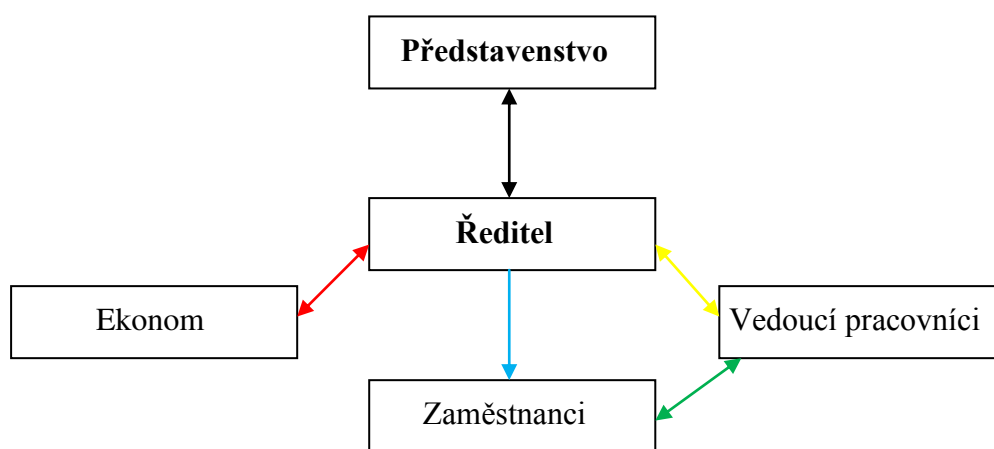 Představenstvo
Ředitel
Ekonom
Vedoucí pracovníci
Zaměstnanci